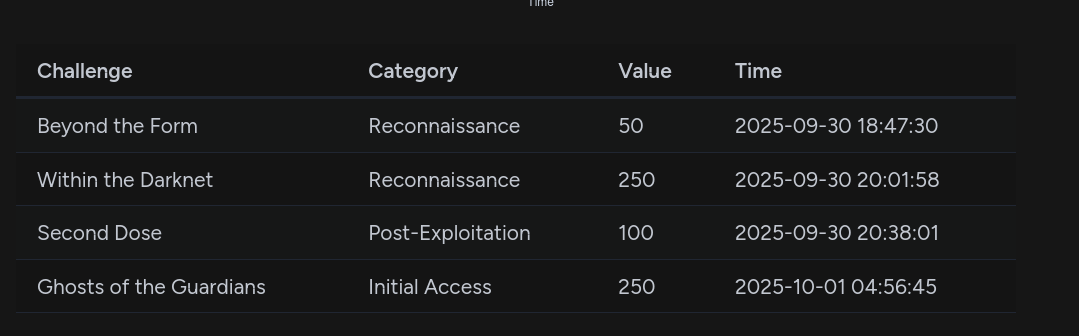 Time
Challenge Category Value Time
Beyond the Form Reconnaissance 50 2025-09-30 18:47:30
Within the Darknet Reconnaissance 250 2025-09-30 20:01:58
Second Dose Post-Exploitation 100 2025-09-30 20:38:01
Ghosts of the Guardians Initial Access 250 2025-10-01 04:56:45